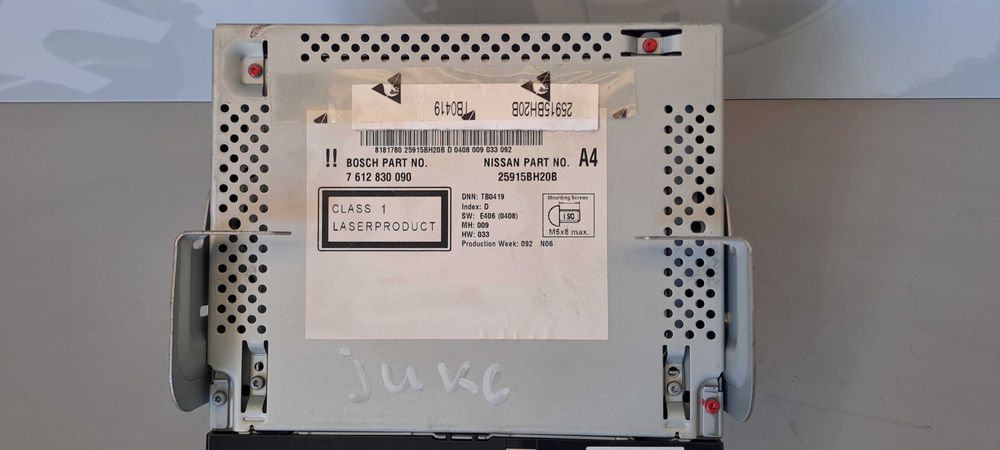 TB0419 25915BH20B
8181780 25915BH20B D 0408 009 033 092
!! BOSCH PART NO. NISSAN PART NO. A4
7 612 830 090 25915BH20B
CLASS 1
LASERPRODUCT
DNN: TB0419
Index: D
SW: E406 (0408)
MH: 009
HW: 033
Production Week: 092 N06
Mounting Screws
ISO
M5x8 max.
juke